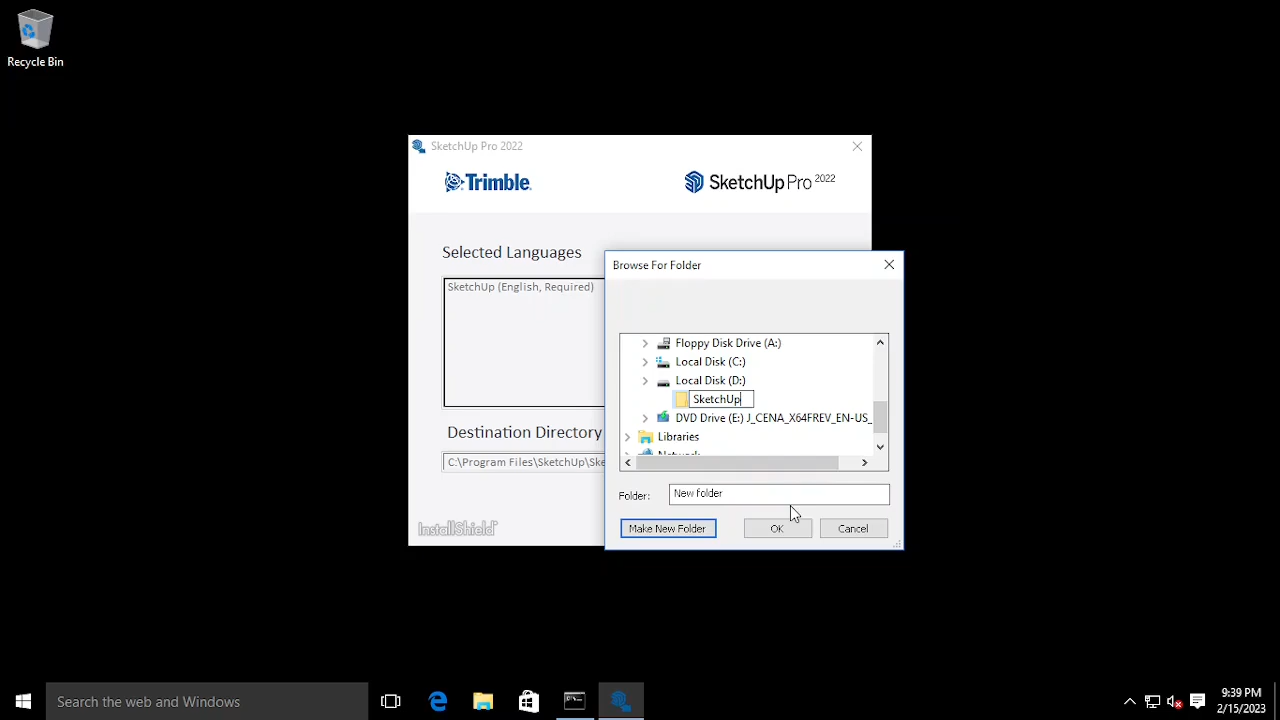 Recycle Bin
SketchUp Pro 2022
Trimble.
SketchUp Pro 2022
Selected Languages
SketchUp (English, Required)
Destination Directory
C:\Program Files\SketchUp\Ske
InstallShield
Browse For Folder
Floppy Disk Drive (A:)
Local Disk (C:)
Local Disk (D:)
SketchUp
DVD Drive (E:) J_CENA_X64FREV_EN-US_
Libraries
Network
Folder:
New folder
Make New Folder
OK
Cancel
Search the web and Windows
9:39 PM
2/15/2023